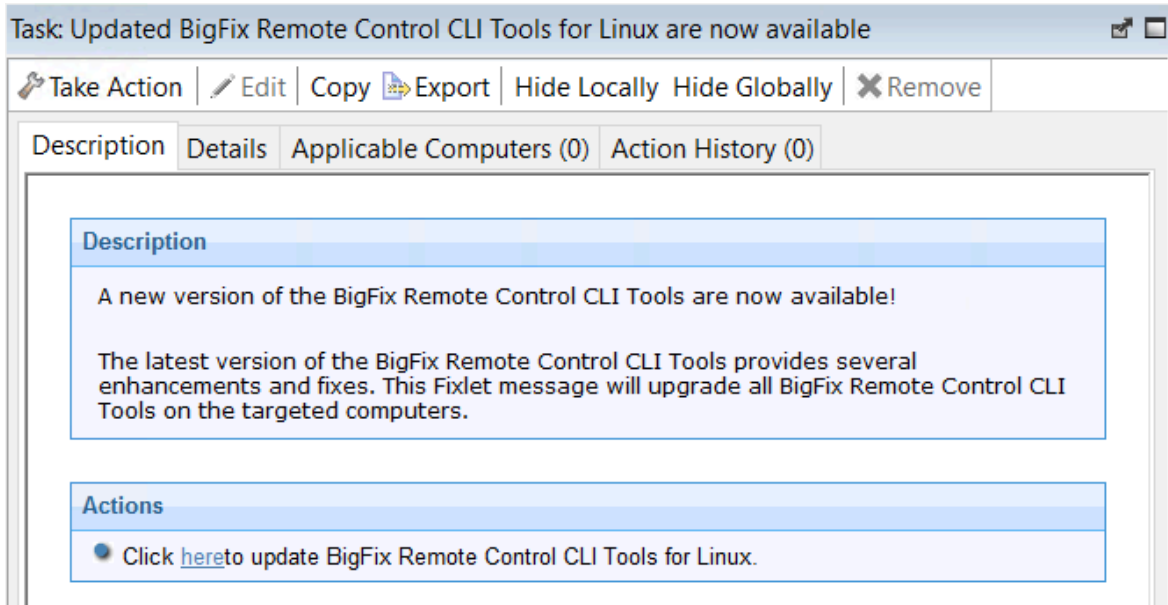 Task: Updated BigFix Remote Control CLI Tools for Linux are now available
Take Action Edit Copy Export Hide Locally Hide Globally Remove
Description Details Applicable Computers (0) Action History (0)
Description
A new version of the BigFix Remote Control CLI Tools are now available!
The latest version of the BigFix Remote Control CLI Tools provides several
enhancements and fixes. This Fixlet message will upgrade all BigFix Remote Control CLI
Tools on the targeted computers.
Actions
Click hereto update BigFix Remote Control CLI Tools for Linux.